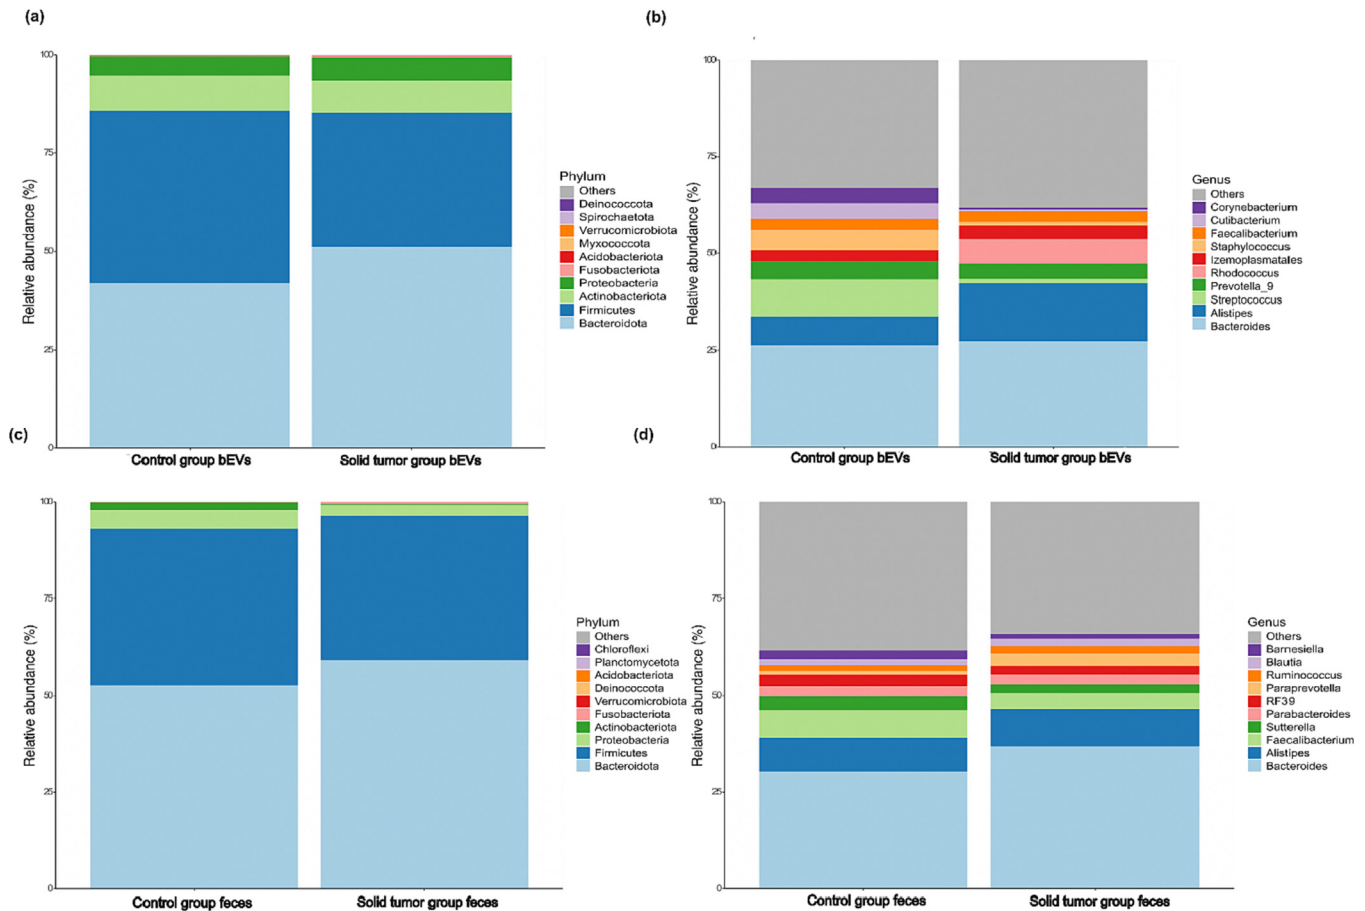 (a)
100
75
50
25
0
Relative abundance (%)
Control group bEVs
Solid tumor group bEVs
Phylum
Others
Deinococcota
Spirochaetota
Verrucomicrobiota
Myxococcota
Acidobacteriota
Fusobacteriota
Proteobacteria
Actinobacteriota
Firmicutes
Bacteroidota
(b)
100
75
50
25
0
Relative abundance (%)
Control group bEVs
Solid tumor group bEVs
Genus
Others
Corynebacterium
Cutibacterium
Faecalibacterium
Staphylococcus
Izemoplasmatales
Rhodococcus
Prevotella_9
Streptococcus
Alistipes
Bacteroides
(c)
100
75
50
25
0
Relative abundance (%)
Control group feces
Solid tumor group feces
Phylum
Others
Chloroflexi
Planctomycetota
Acidobacteriota
Deinococcota
Verrucomicrobiota
Fusobacteriota
Actinobacteriota
Proteobacteria
Firmicutes
Bacteroidota
(d)
100
75
50
25
0
Relative abundance (%)
Control group feces
Solid tumor group feces
Genus
Others
Barnesiella
Blautia
Ruminococcus
Paraprevotella
RF39
Parabacteroides
Sutterella
Faecalibacterium
Alistipes
Bacteroides